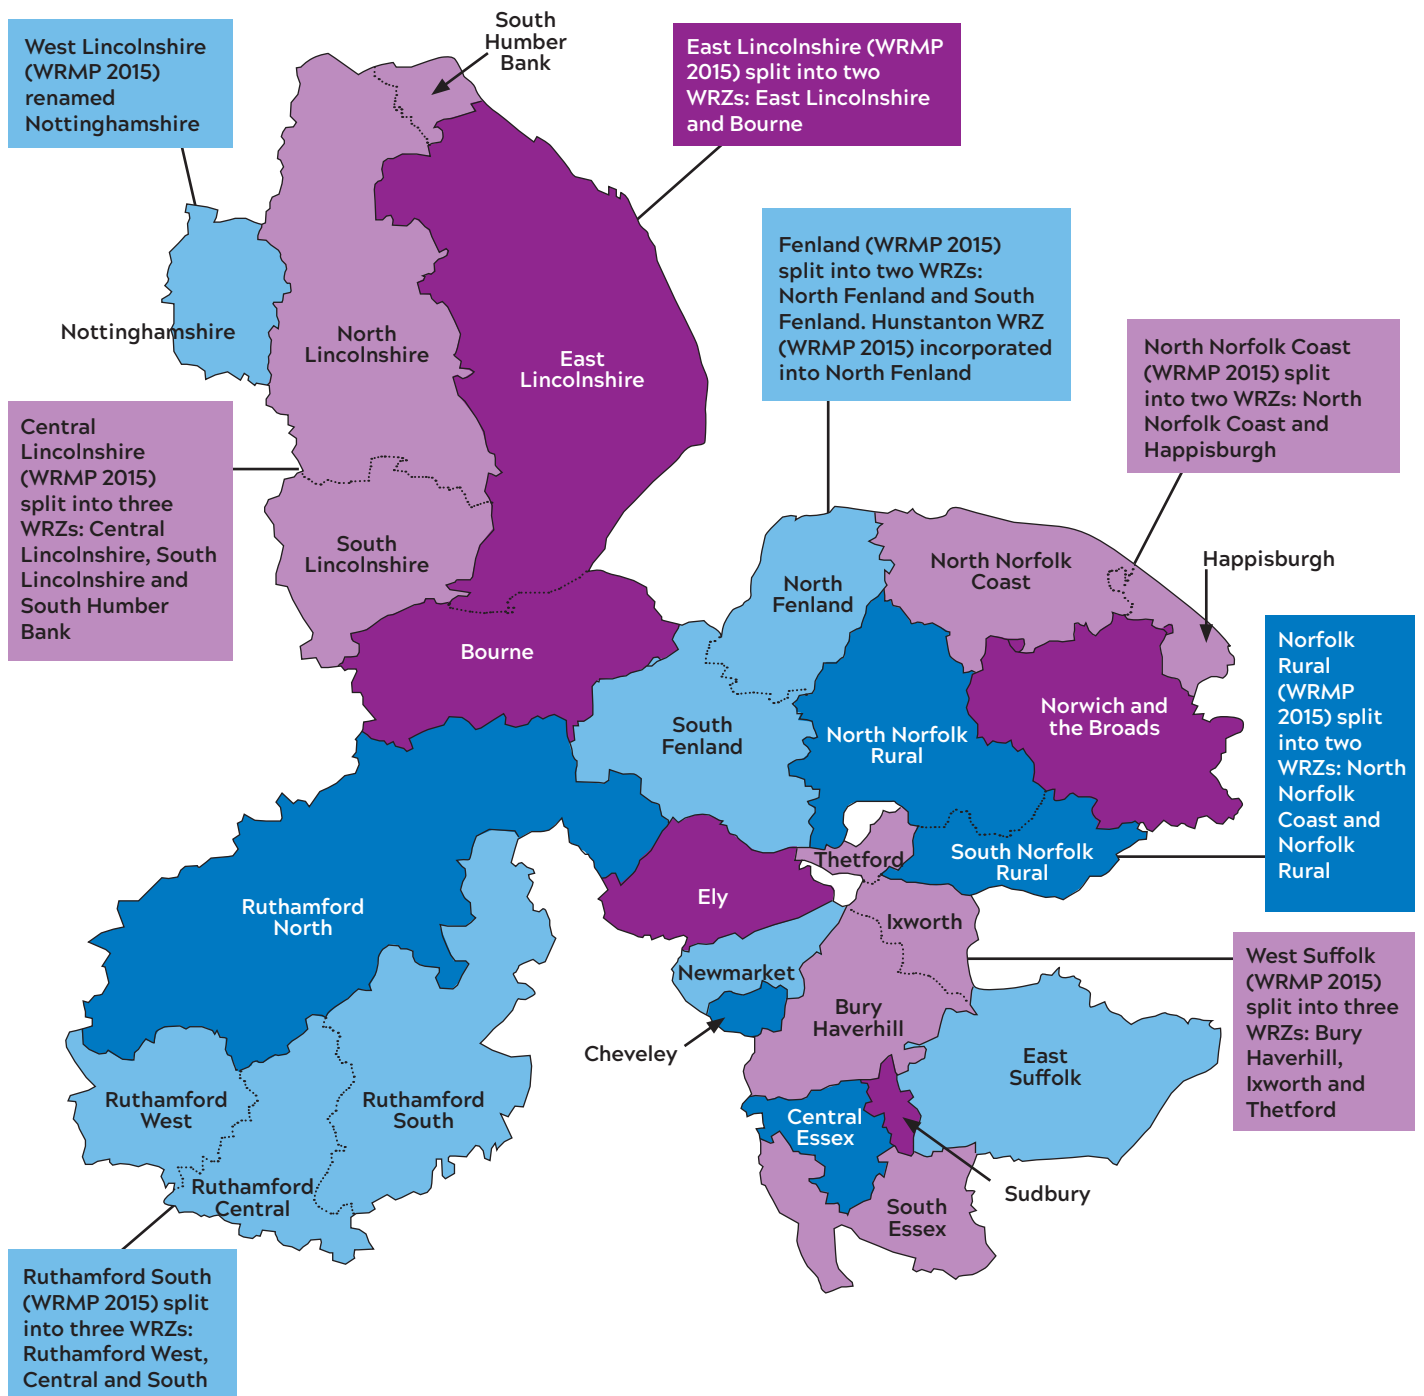 South
Humber
Bank
West Lincolnshire
(WRMP 2015)
renamed
Nottinghamshire
East Lincolnshire (WRMP
2015) split into two
WRZs: East Lincolnshire
and Bourne
Fenland (WRMP 2015)
split into two WRZs:
North Fenland and South
Fenland. Hunstanton WRZ
(WRMP 2015) incorporated
into North Fenland
Nottinghamshire
North
Lincolnshire
East
Lincolnshire
North Norfolk Coast
(WRMP 2015) split
into two WRZs: North
Norfolk Coast and
Happisburgh
Central
Lincolnshire
(WRMP 2015)
split into three
WRZs: Central
Lincolnshire, South
Lincolnshire and
South Humber
Bank
South
Lincolnshire
North
Fenland
North Norfolk
Coast
Happisburgh
Bourne
Norfolk
Rural
(WRMP
2015) split
into two
WRZs: North
Norfolk
Coast and
Norfolk
Rural
South
Fenland
North Norfolk
Rural
Norwich and
the Broads
Thetford
South Norfolk
Rural
Ely
Ruthamford
North
Ixworth
Newmarket
West Suffolk
(WRMP 2015)
split into three
WRZs: Bury
Haverhill,
Ixworth and
Thetford
Bury
Haverhill
Cheveley
East
Suffolk
Ruthamford
West
Ruthamford
South
Central
Essex
Ruthamford
Central
Sudbury
South
Essex
Ruthamford South
(WRMP 2015) split
into three WRZs:
Ruthamford West,
Central and South